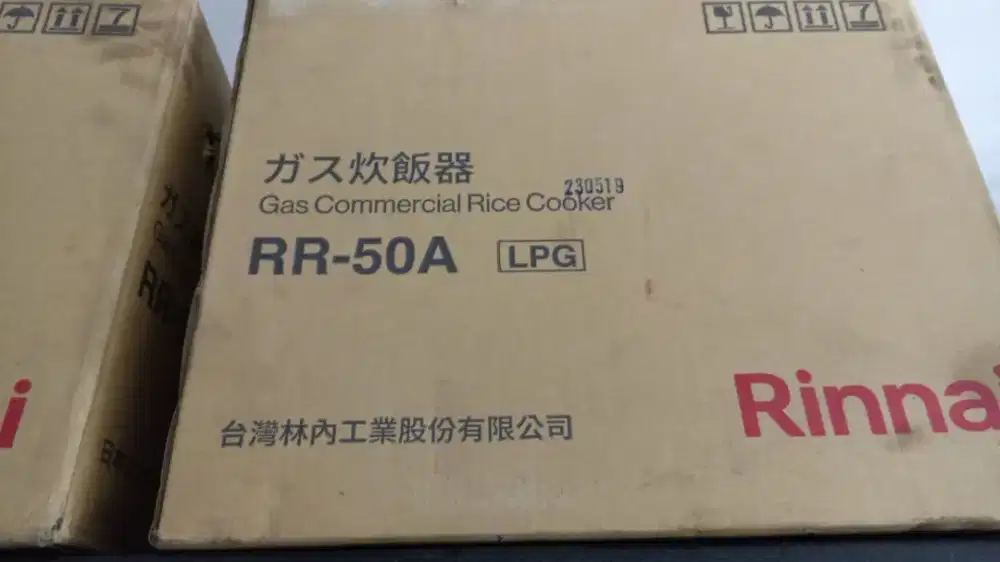 ガス炊飯器
230519
Gas Commercial Rice Cooker
RR-50A LPG
Rinnai
台灣林內工業股份有限公司
i